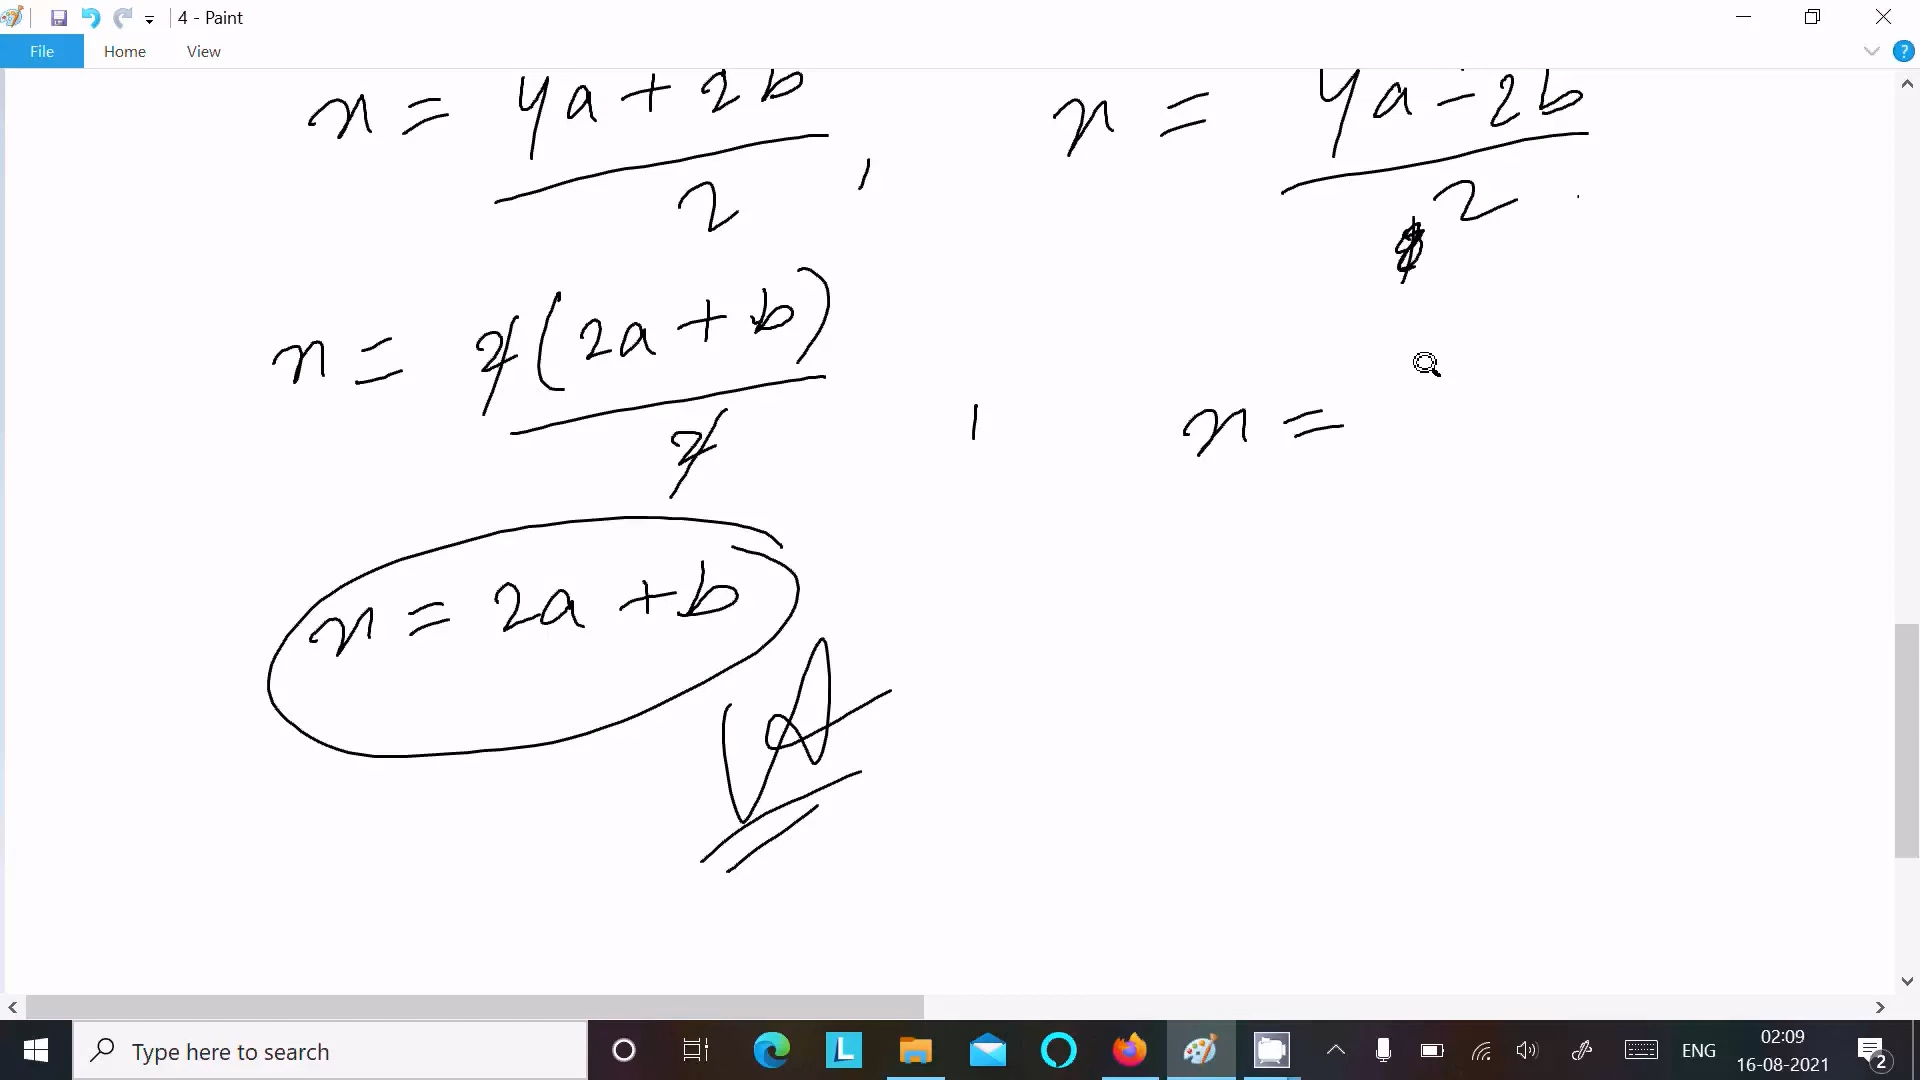 4 - Paint
File Home View
x = 4a + 2b / 2 , x = 4a - 2b / 2 .
x = 2(2a + b) / 2 , x =
x = 2a + b
Type here to search
ENG
02:09
16-08-2021
2